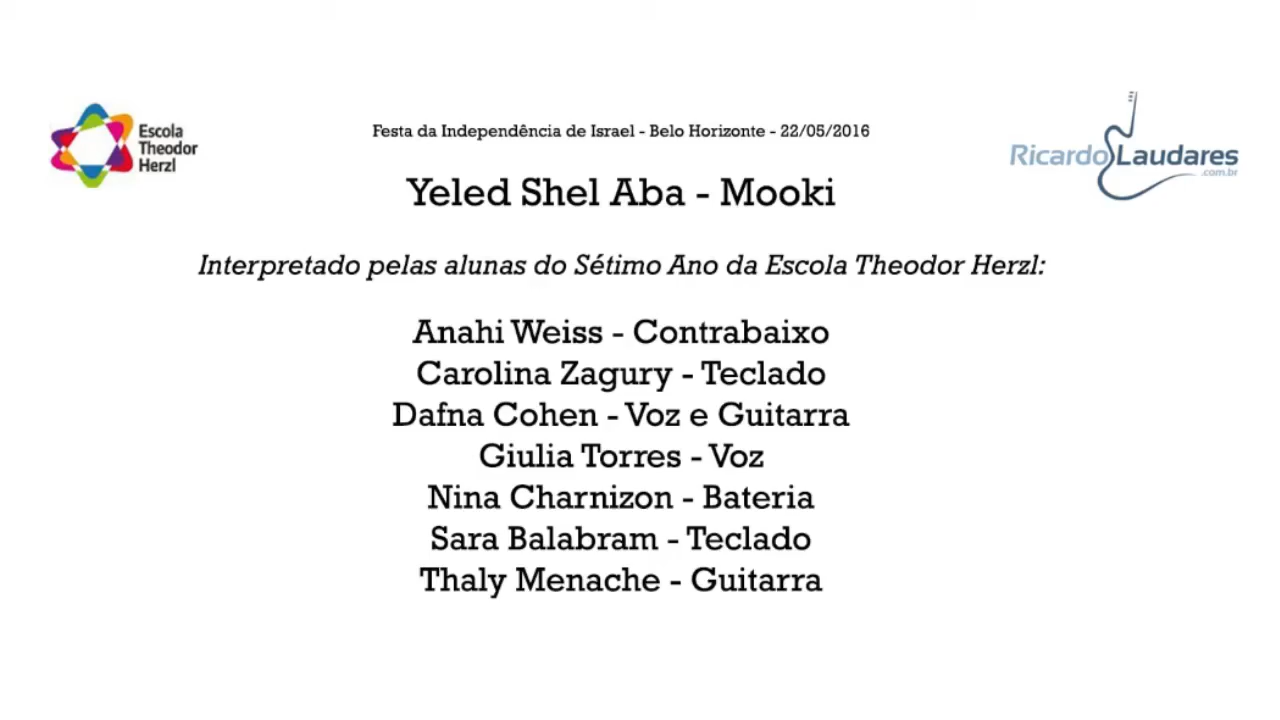 Escola
Theodor
Herzl
Festa da Independência de Israel - Belo Horizonte - 22/05/2016
RicardoLaudares
.com.br
Yeled Shel Aba - Mooki
Interpretado pelas alunas do Sétimo Ano da Escola Theodor Herzl:
Anahi Weiss - Contrabaixo
Carolina Zagury - Teclado
Dafna Cohen - Voz e Guitarra
Giulia Torres - Voz
Nina Charnizon - Bateria
Sara Balabram - Teclado
Thaly Menache - Guitarra